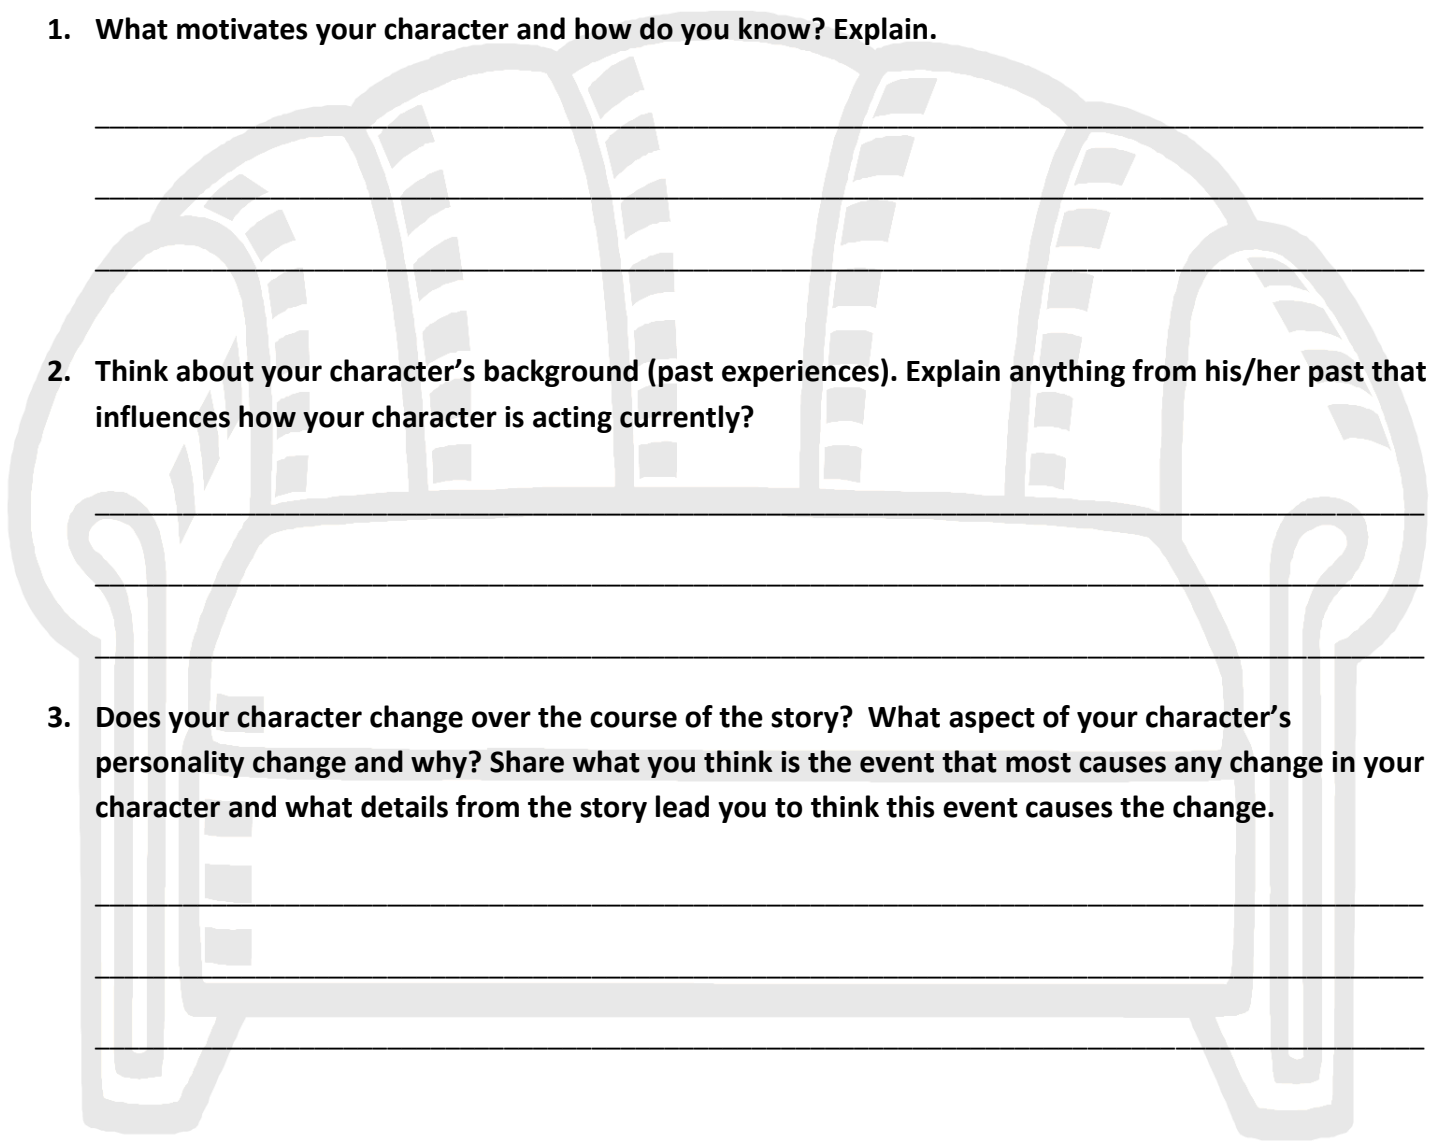 1. What motivates your character and how do you know? Explain.
2. Think about your character’s background (past experiences). Explain anything from his/her past that
influences how your character is acting currently?
3. Does your character change over the course of the story?  What aspect of your character’s
personality change and why? Share what you think is the event that most causes any change in your
character and what details from the story lead you to think this event causes the change.